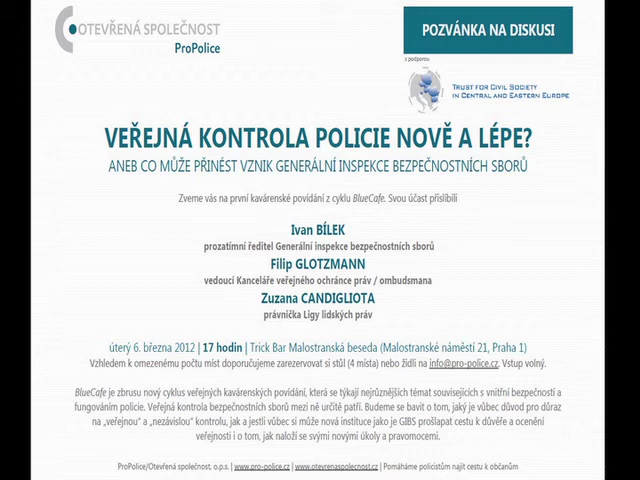 OTEVŘENÁ SPOLEČNOST
ProPolice
POZVÁNKA NA DISKUSI
z podporou
TRUST FOR CIVIL SOCIETY
IN CENTRAL AND EASTERN EUROPE
VEŘEJNÁ KONTROLA POLICIE NOVĚ A LÉPE?
ANEB CO MŮŽE PŘINÉST VZNIK GENERÁLNÍ INSPEKCE BEZPEČNOSTNÍCH SBORŮ
Zveme vás na první kavárenské povídání z cyklu BlueCafe. Svou účast přislíbili
Ivan BÍLEK
prozatímní ředitel Generální inspekce bezpečnostních sborů
Filip GLOTZMANN
vedoucí Kanceláře veřejného ochránce práv / ombudsmana
Zuzana CANDIGLIOTA
právnička Ligy lidských práv
úterý 6. března 2012 | 17 hodin | Trick Bar Malostranská beseda (Malostranské náměstí 21, Praha 1)
Vzhledem k omezenému počtu míst doporučujeme zarezervovat si stůl (4 místa) nebo židli na info@pro-police.cz. Vstup volný.
BlueCafe je zbrusu nový cyklus veřejných kavárenských povídání, která se týkají nejrůznějších témat souvisejících s vnitřní bezpečností a
fungováním policie. Veřejná kontrola bezpečnostních sborů mezi ně určitě patří. Budeme se bavit o tom, jaký je vůbec důvod pro důraz
na „veřejnou“ a „nezávislou“ kontrolu, jak a jestli vůbec si může nová instituce jako je GIBS prošlapat cestu k důvěře a ocenění
veřejnosti i o tom, jak naloží se svými novými úkoly a pravomocemi.
ProPolice/Otevřená společnost, o.p.s. | www.pro-police.cz | www.otevrenaspolecnost.cz | Pomáháme policistům najít cestu k občanům